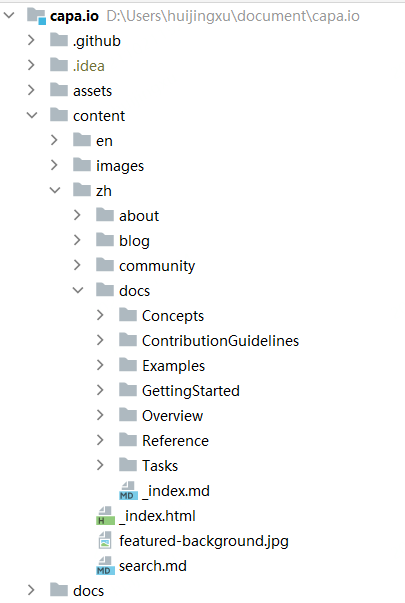 capa.io D:\Users\huijingxu\document\capa.io
.github
.idea
assets
content
en
images
zh
about
blog
community
docs
Concepts
ContributionGuidelines
Examples
GettingStarted
Overview
Reference
Tasks
MD _index.md
H _index.html
featured-background.jpg
MD search.md
docs